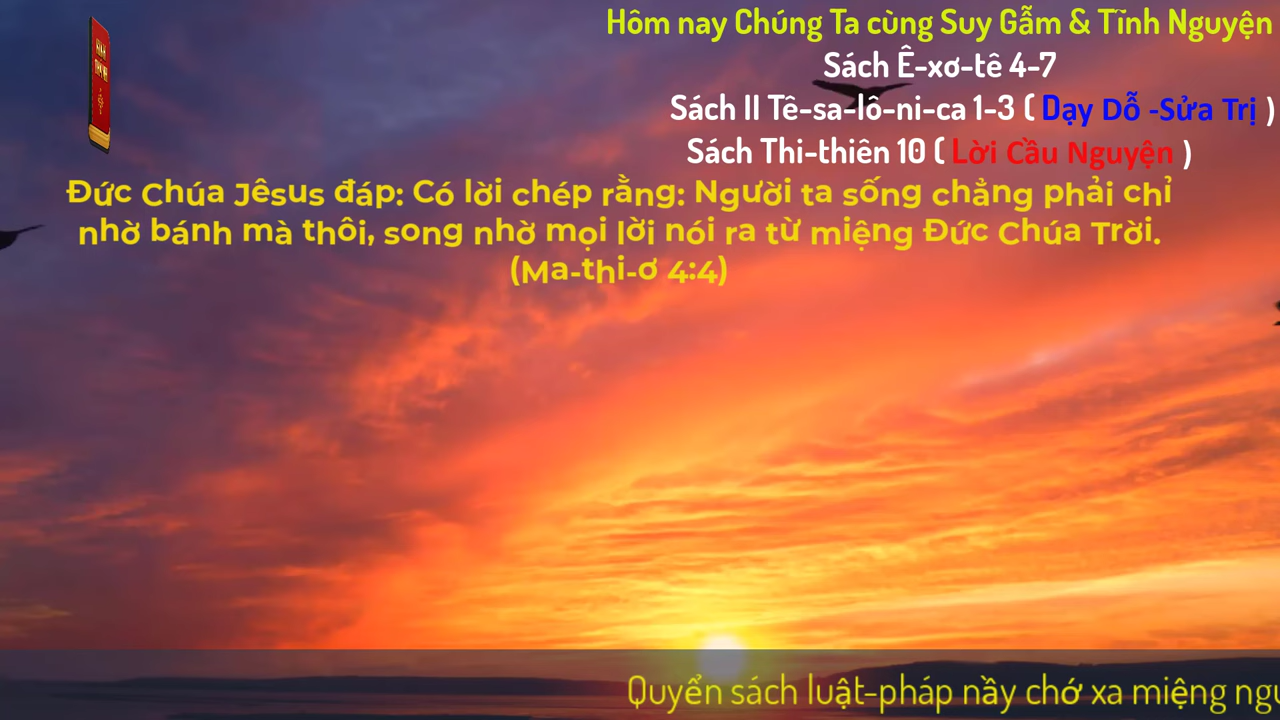 Hôm nay Chúng Ta cùng Suy Gẫm & Tĩnh Nguyện
Sách Ê-xơ-tê 4-7
Sách II Tê-sa-lô-ni-ca 1-3 ( Dạy Dỗ -Sửa Trị )
Sách Thi-thiên 10 ( Lời Cầu Nguyện )
Đức Chúa Jêsus đáp: Có lời chép rằng: Người ta sống chẳng phải chỉ
nhờ bánh mà thôi, song nhờ mọi lời nói ra từ miệng Đức Chúa Trời.
(Ma-thi-ơ 4:4)
Quyển sách luật-pháp nầy chớ xa miệng